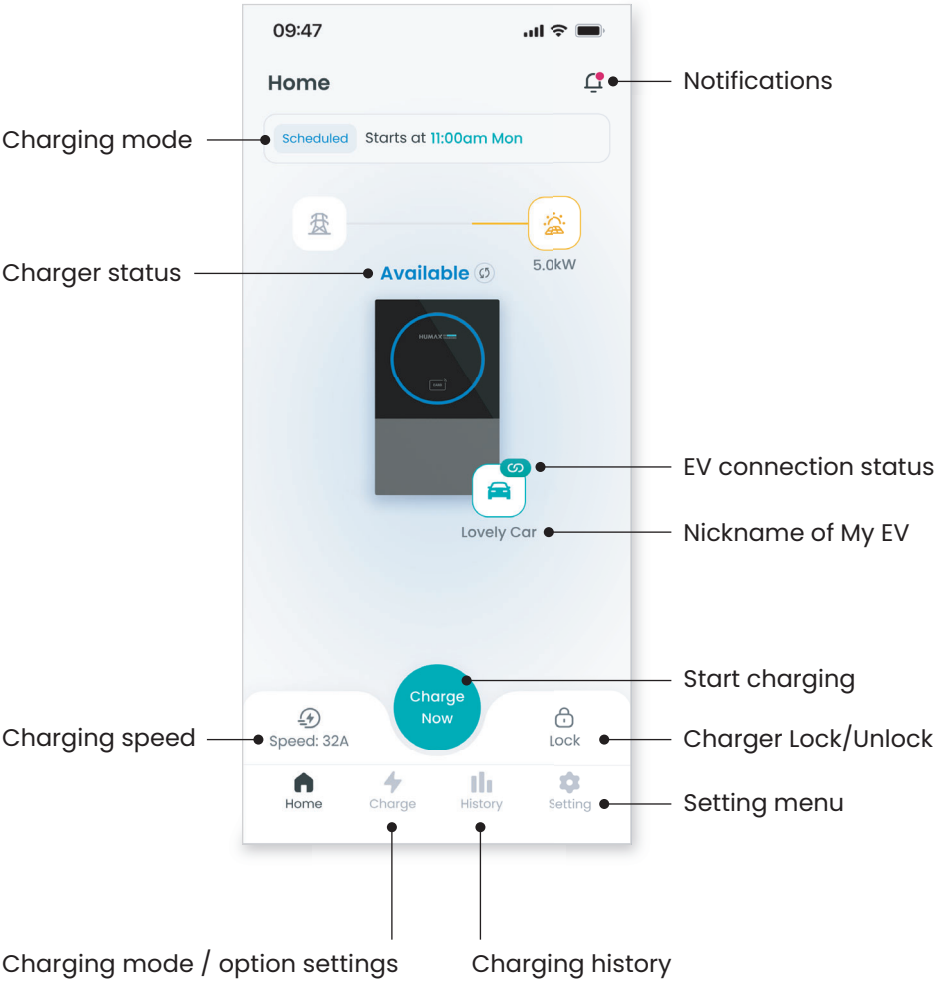 09:47
Home
Notifications
Charging mode
Scheduled Starts at 11:00am Mon
Charger status
Available
5.0kW
HUMAX
EV connection status
Lovely Car
Nickname of My EV
Charge
Now
Start charging
Charging speed
Speed: 32A
Lock
Charger Lock/Unlock
Home
Charge
History
Setting
Setting menu
Charging mode / option settings
Charging history